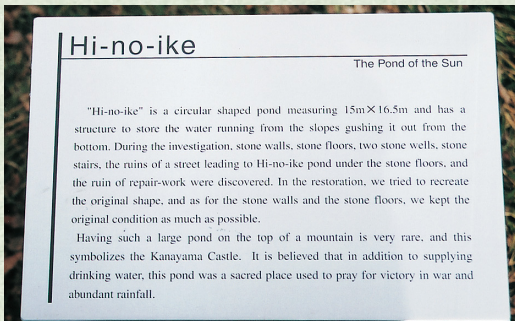 Hi-no-ike
The Pond of the Sun
"Hi-no-ike" is a circular shaped pond measuring 15m×16.5m and has a
structure to store the water running from the slopes gushing it out from the
bottom. During the investigation, stone walls, stone floors, two stone wells, stone
stairs, the ruins of a street leading to Hi-no-ike pond under the stone floors, and
the ruin of repair-work were discovered. In the restoration, we tried to recreate
the original shape, and as for the stone walls and the stone floors, we kept the
original condition as much as possible.
Having such a large pond on the top of a mountain is very rare, and this
symbolizes the Kanayama Castle. It is believed that in addition to supplying
drinking water, this pond was a sacred place used to pray for victory in war and
abundant rainfall.